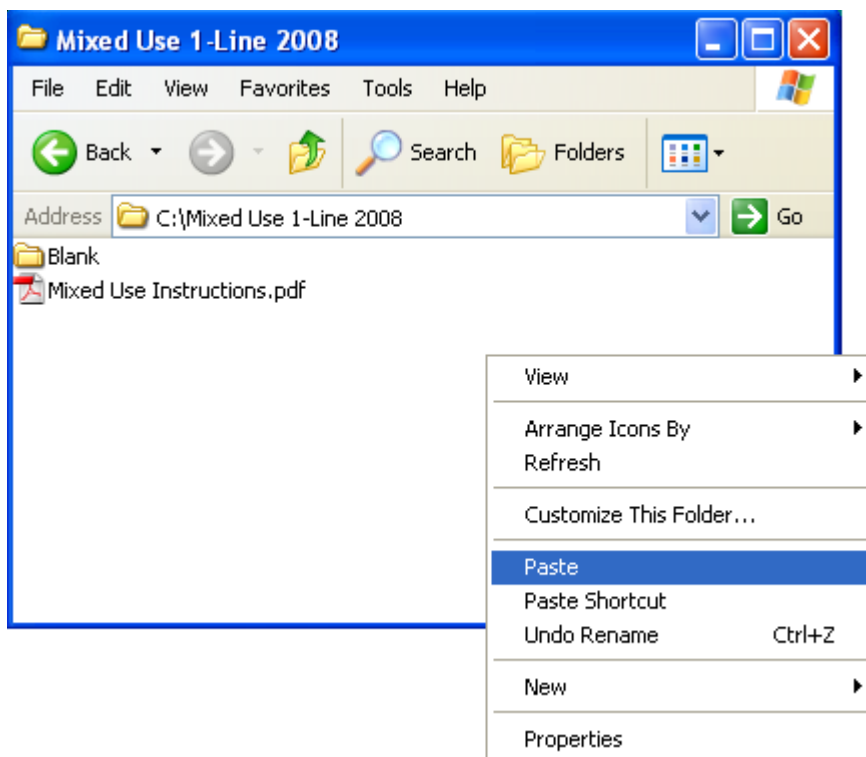 Mixed Use 1-Line 2008
File Edit View Favorites Tools Help
Back Search Folders
Address C:\Mixed Use 1-Line 2008 Go
Blank
Mixed Use Instructions.pdf
View
Arrange Icons By
Refresh
Customize This Folder...
Paste
Paste Shortcut
Undo Rename Ctrl+Z
New
Properties